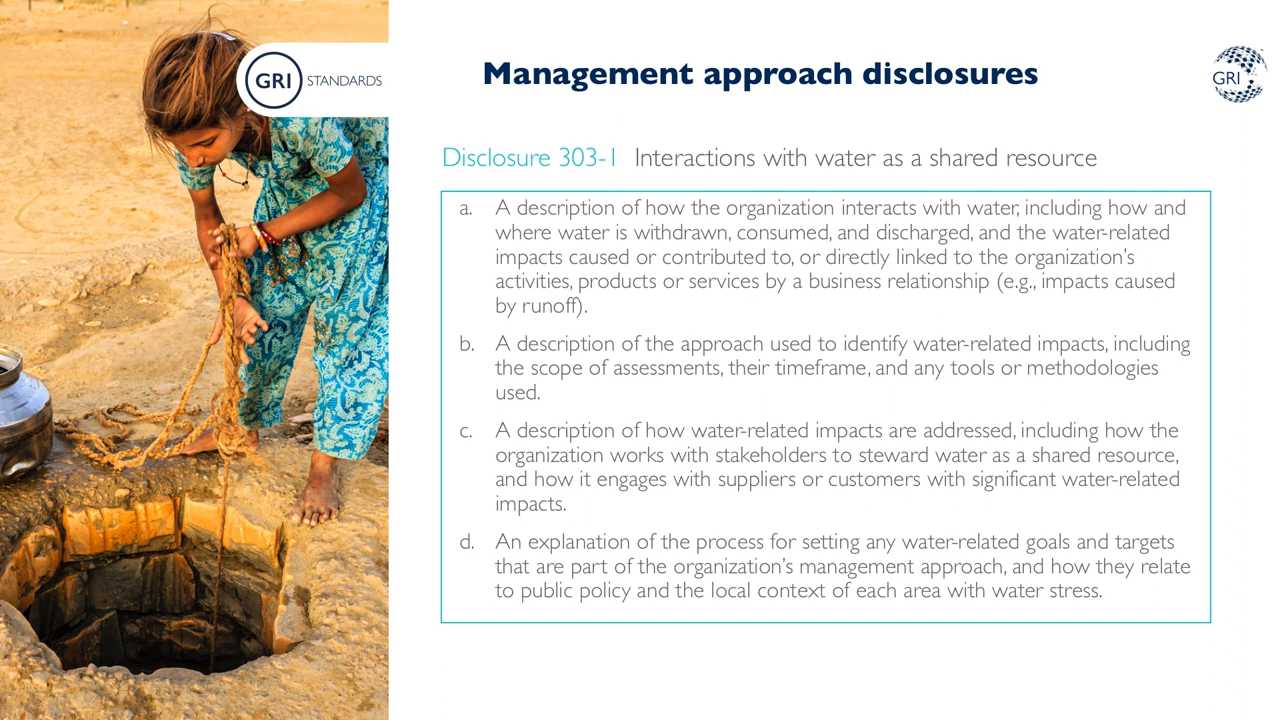 GRI STANDARDS
Management approach disclosures
GRI
Disclosure 303-1 Interactions with water as a shared resource
a. A description of how the organization interacts with water, including how and
where water is withdrawn, consumed, and discharged, and the water-related
impacts caused or contributed to, or directly linked to the organization’s
activities, products or services by a business relationship (e.g., impacts caused
by runoff).
b. A description of the approach used to identify water-related impacts, including
the scope of assessments, their timeframe, and any tools or methodologies
used.
c. A description of how water-related impacts are addressed, including how the
organization works with stakeholders to steward water as a shared resource,
and how it engages with suppliers or customers with significant water-related
impacts.
d. An explanation of the process for setting any water-related goals and targets
that are part of the organization’s management approach, and how they relate
to public policy and the local context of each area with water stress.